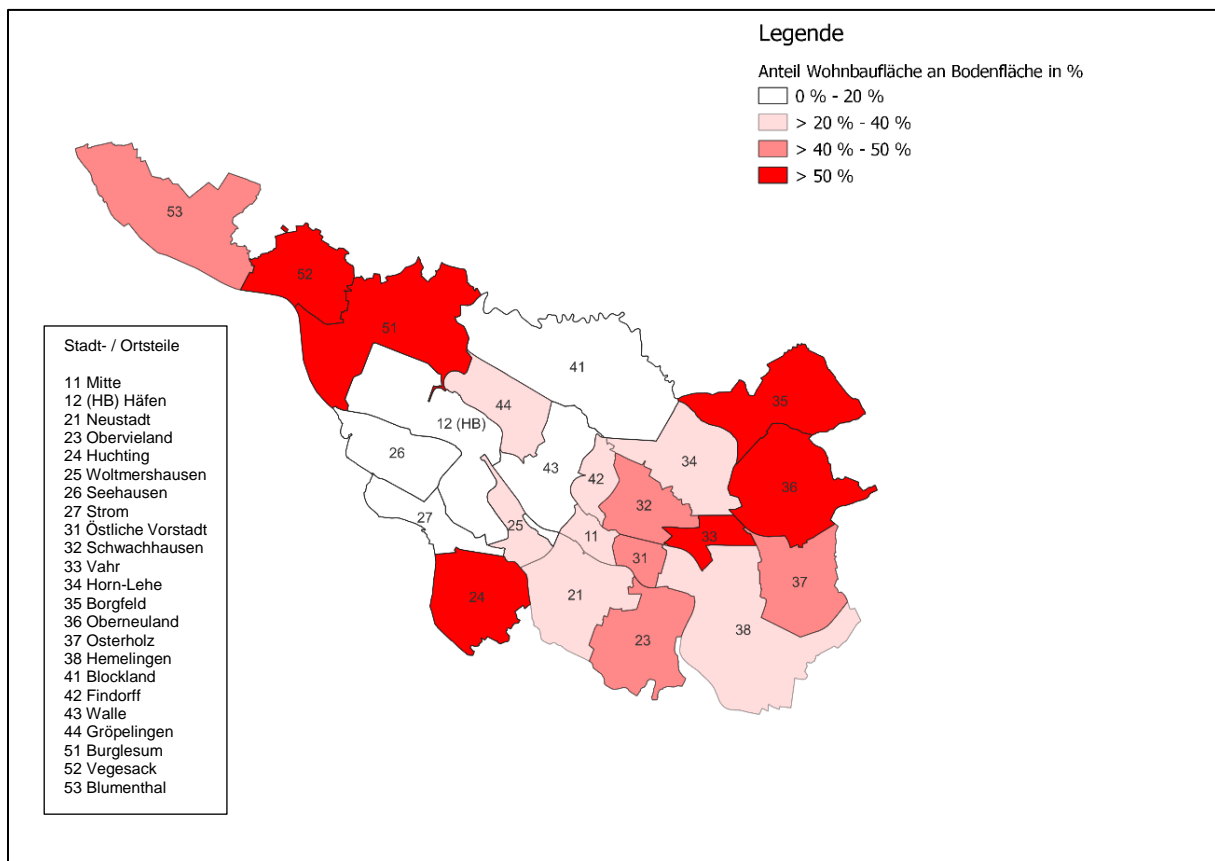 Legende
Anteil Wohnbaufläche an Bodenfläche in %
0 % - 20 %
> 20 % - 40 %
> 40 % - 50 %
> 50 %
53
52
51
41
35
44
12 (HB)
34
26
43
42
36
32
27
25
11
33
31
37
24
21
23
38
Stadt- / Ortsteile
11 Mitte
12 (HB) Häfen
21 Neustadt
23 Obervieland
24 Huchting
25 Woltmershausen
26 Seehausen
27 Strom
31 Östliche Vorstadt
32 Schwachhausen
33 Vahr
34 Horn-Lehe
35 Borgfeld
36 Oberneuland
37 Osterholz
38 Hemelingen
41 Blockland
42 Findorff
43 Walle
44 Gröpelingen
51 Burglesum
52 Vegesack
53 Blumenthal